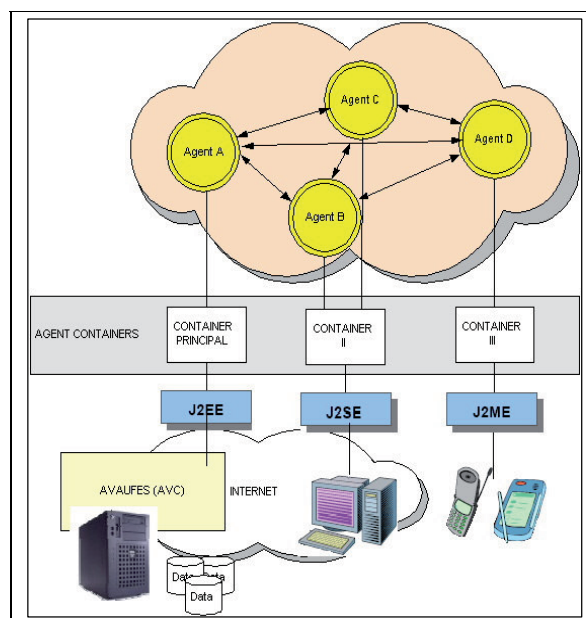 Agent C
Agent A
Agent D
Agent B
AGENT CONTAINERS
CONTAINER
PRINCIPAL
CONTAINER
II
CONTAINER
III
J2EE
J2SE
J2ME
AVAUFES (AVC)
INTERNET
Data
Data
Data